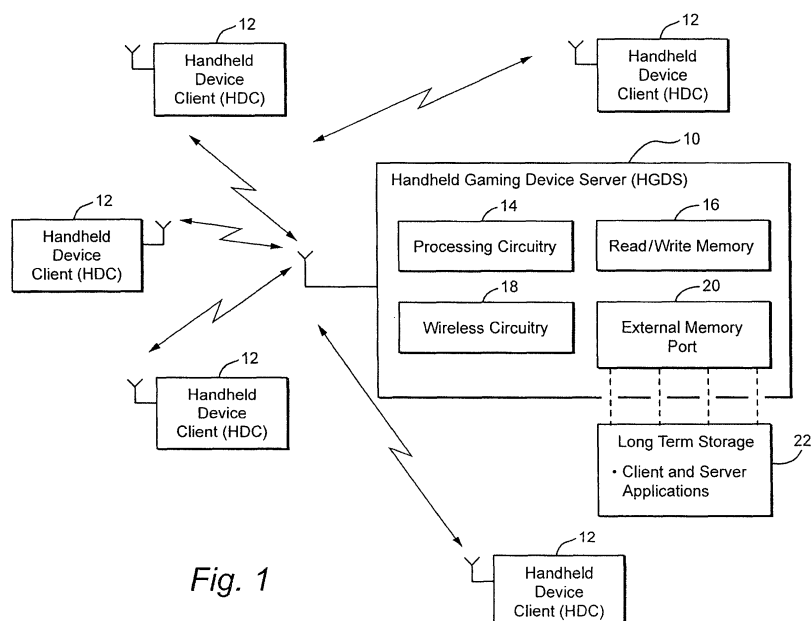 12
Handheld
Device
Client (HDC)
12
Handheld
Device
Client (HDC)
10
Handheld Gaming Device Server (HGDS)
12
Handheld
Device
Client (HDC)
14
Processing Circuitry
16
Read/Write Memory
18
Wireless Circuitry
20
External Memory
Port
12
Handheld
Device
Client (HDC)
Long Term Storage
• Client and Server
Applications
22
12
Handheld
Device
Client (HDC)
Fig. 1